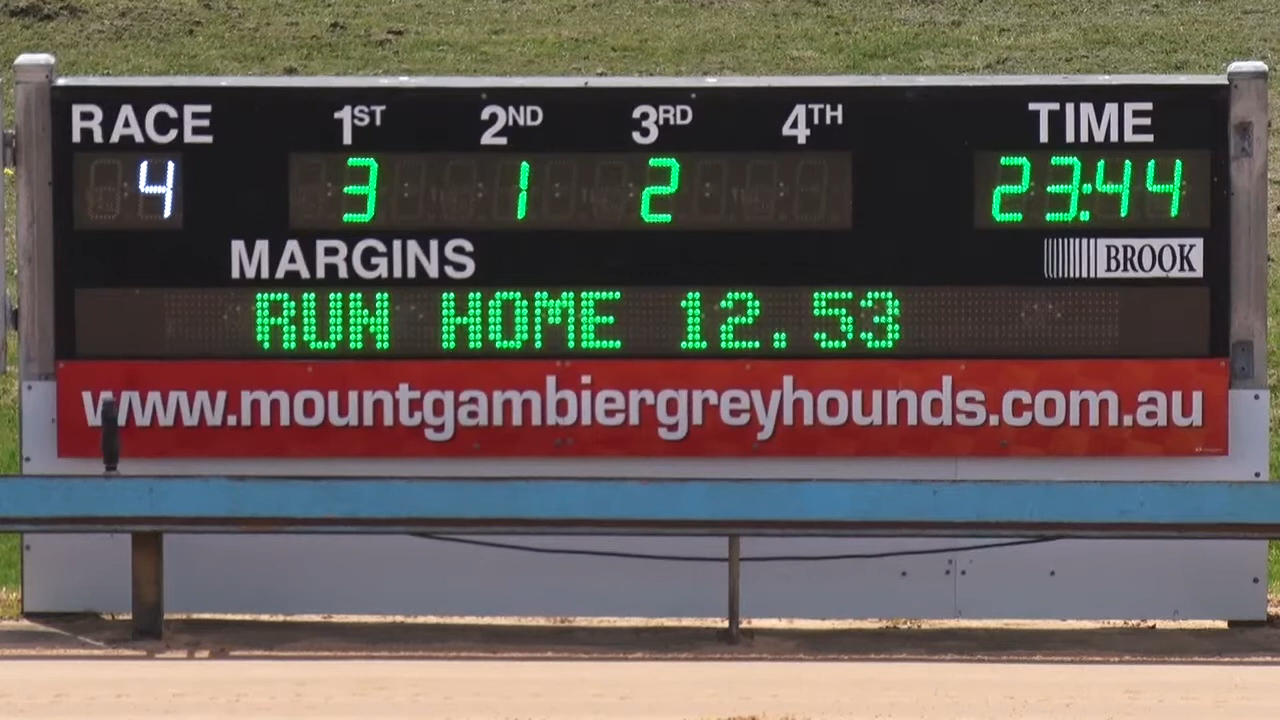 RACE 1ST 2ND 3RD 4TH TIME
4 3 1 2 23:44
MARGINS BROOK
RUN HOME 12.53
www.mountgambiergreyhounds.com.au